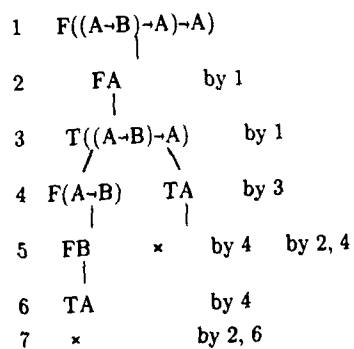 1 F((A→B)→A)→A)
2 FA by 1
3 T((A→B)→A) by 1
4 F(A→B) TA by 3
5 FB × by 4 by 2, 4
6 TA by 4
7 × by 2, 6